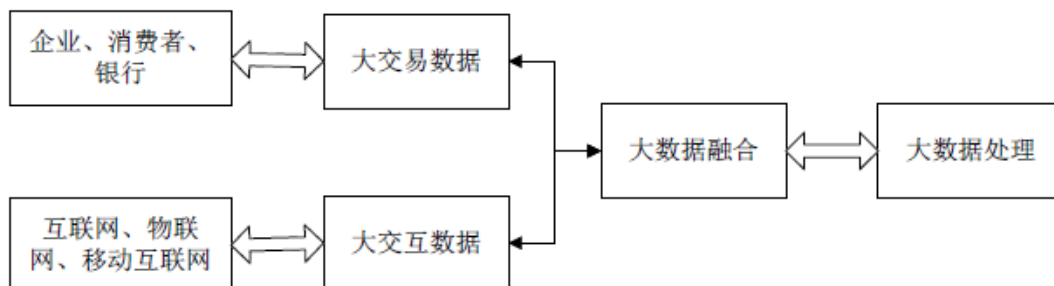 企业、消费者、
银行
大交易数据
大数据融合
大数据处理
互联网、物联
网、移动互联网
大交互数据